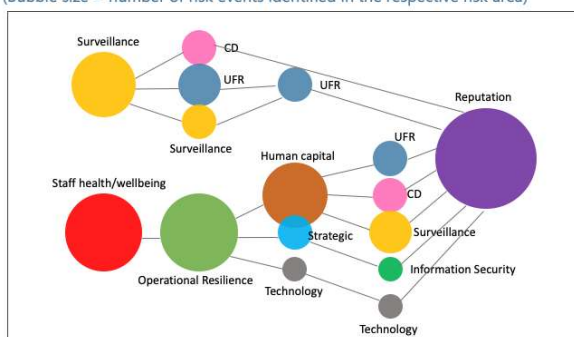 (bubble size = number of risk events identified in the respective risk area)
Surveillance
CD
UFR
UFR
Surveillance
Reputation
UFR
Human capital
CD
Staff health/wellbeing
Strategic
Surveillance
Operational Resilience
Information Security
Technology
Technology